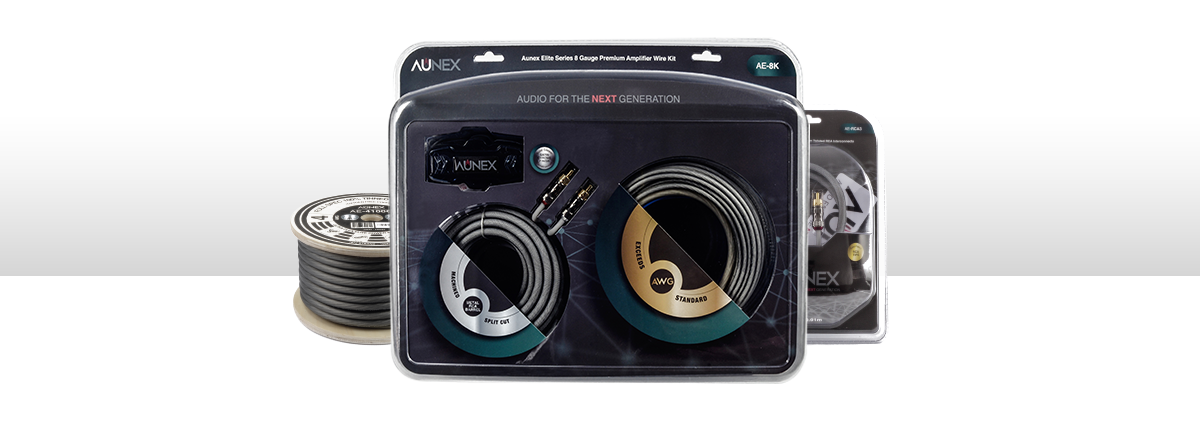 AUNEX
Aunex Elite Series 8 Gauge Premium Amplifier Wire Kit
AE-8K
AUDIO FOR THE NEXT GENERATION
AUNEX
MACHINED
METAL
RCA
BARREL
SPLIT CUT
EXCEEDS
AWG
STANDARD
AUNEX